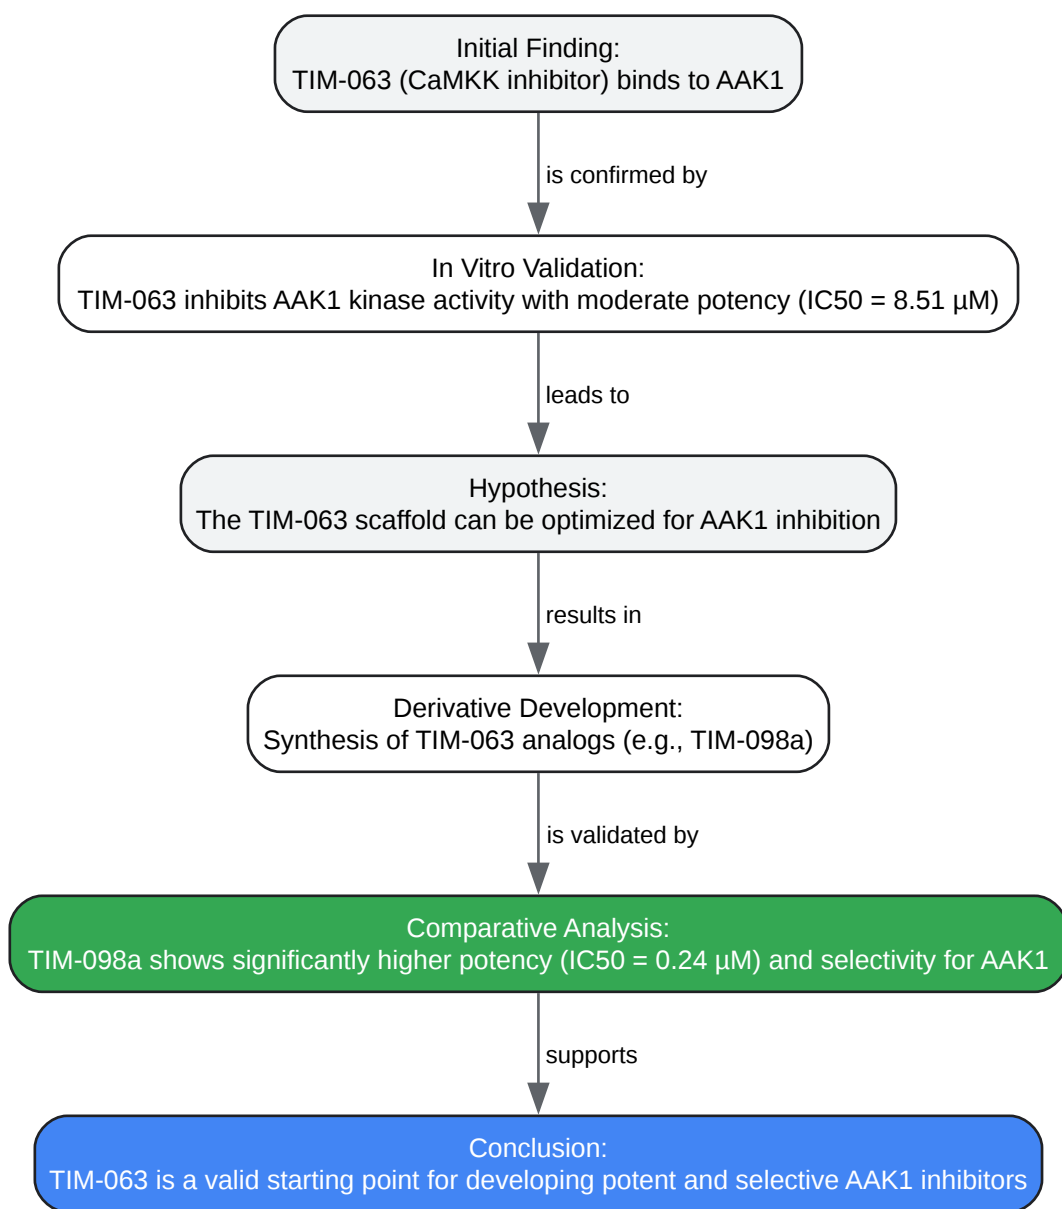 Initial Finding:
TIM-063 (CaMKK inhibitor) binds to AAK1
is confirmed by
In Vitro Validation:
TIM-063 inhibits AAK1 kinase activity with moderate potency (IC50 = 8.51 µM)
leads to
Hypothesis:
The TIM-063 scaffold can be optimized for AAK1 inhibition
results in
Derivative Development:
Synthesis of TIM-063 analogs (e.g., TIM-098a)
is validated by
Comparative Analysis:
TIM-098a shows significantly higher potency (IC50 = 0.24 µM) and selectivity for AAK1
supports
Conclusion:
TIM-063 is a valid starting point for developing potent and selective AAK1 inhibitors